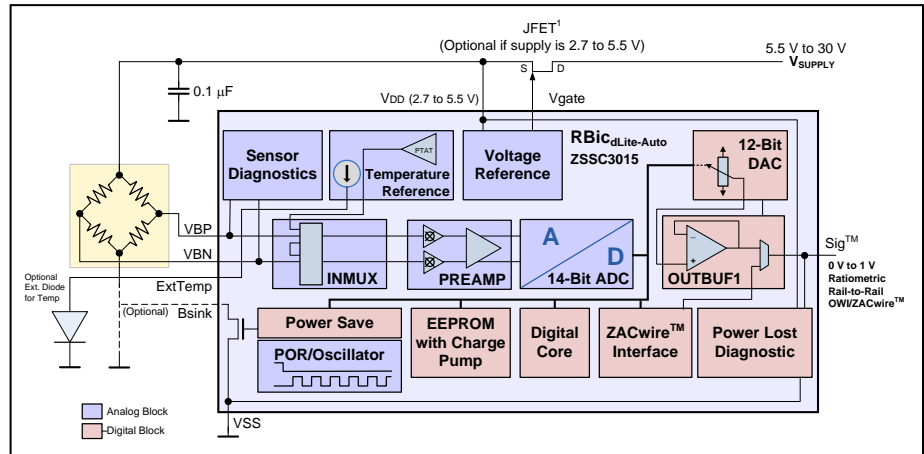 JFET1
(Optional if supply is 2.7 to 5.5 V)
5.5 V to 30 V
VSUPPLY
S
D
0.1 µF
VDD (2.7 to 5.5 V)
Vgate
Sensor
Diagnostics
PTAT
Temperature
Reference
Voltage
Reference
RBicdLite-Auto
ZSSC3015
12-Bit
DAC
VBP
VBN
ExtTemp
INMUX
PREAMP
A
D
14-Bit ADC
OUTBUF1
SigTM
0 V to 1 V
Ratiometric
Rail-to-Rail
OWI/ZACwireTM
Optional
Ext. Diode
for Temp
(Optional)
Bsink
Power Save
POR/Oscillator
EEPROM
with Charge
Pump
Digital
Core
ZACwireTM
Interface
Power Lost
Diagnostic
Analog Block
Digital Block
VSS